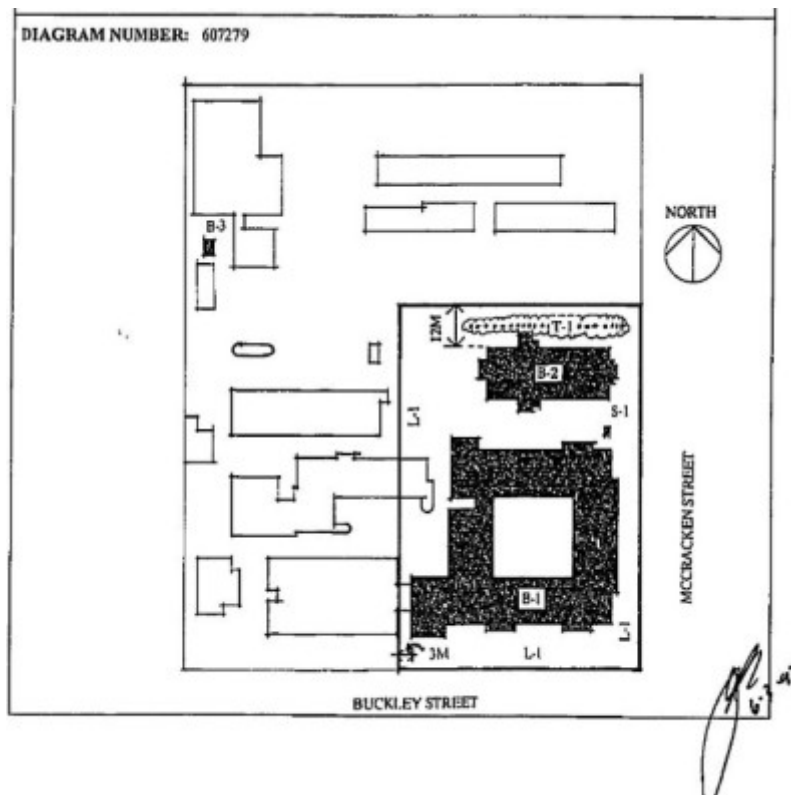 DIAGRAM NUMBER: 607279
NORTH
B-3
12M
T-1
B-2
L-1
S-1
MCCRACKEN STREET
B-1
L-1
3M
L-1
BUCKLEY STREET